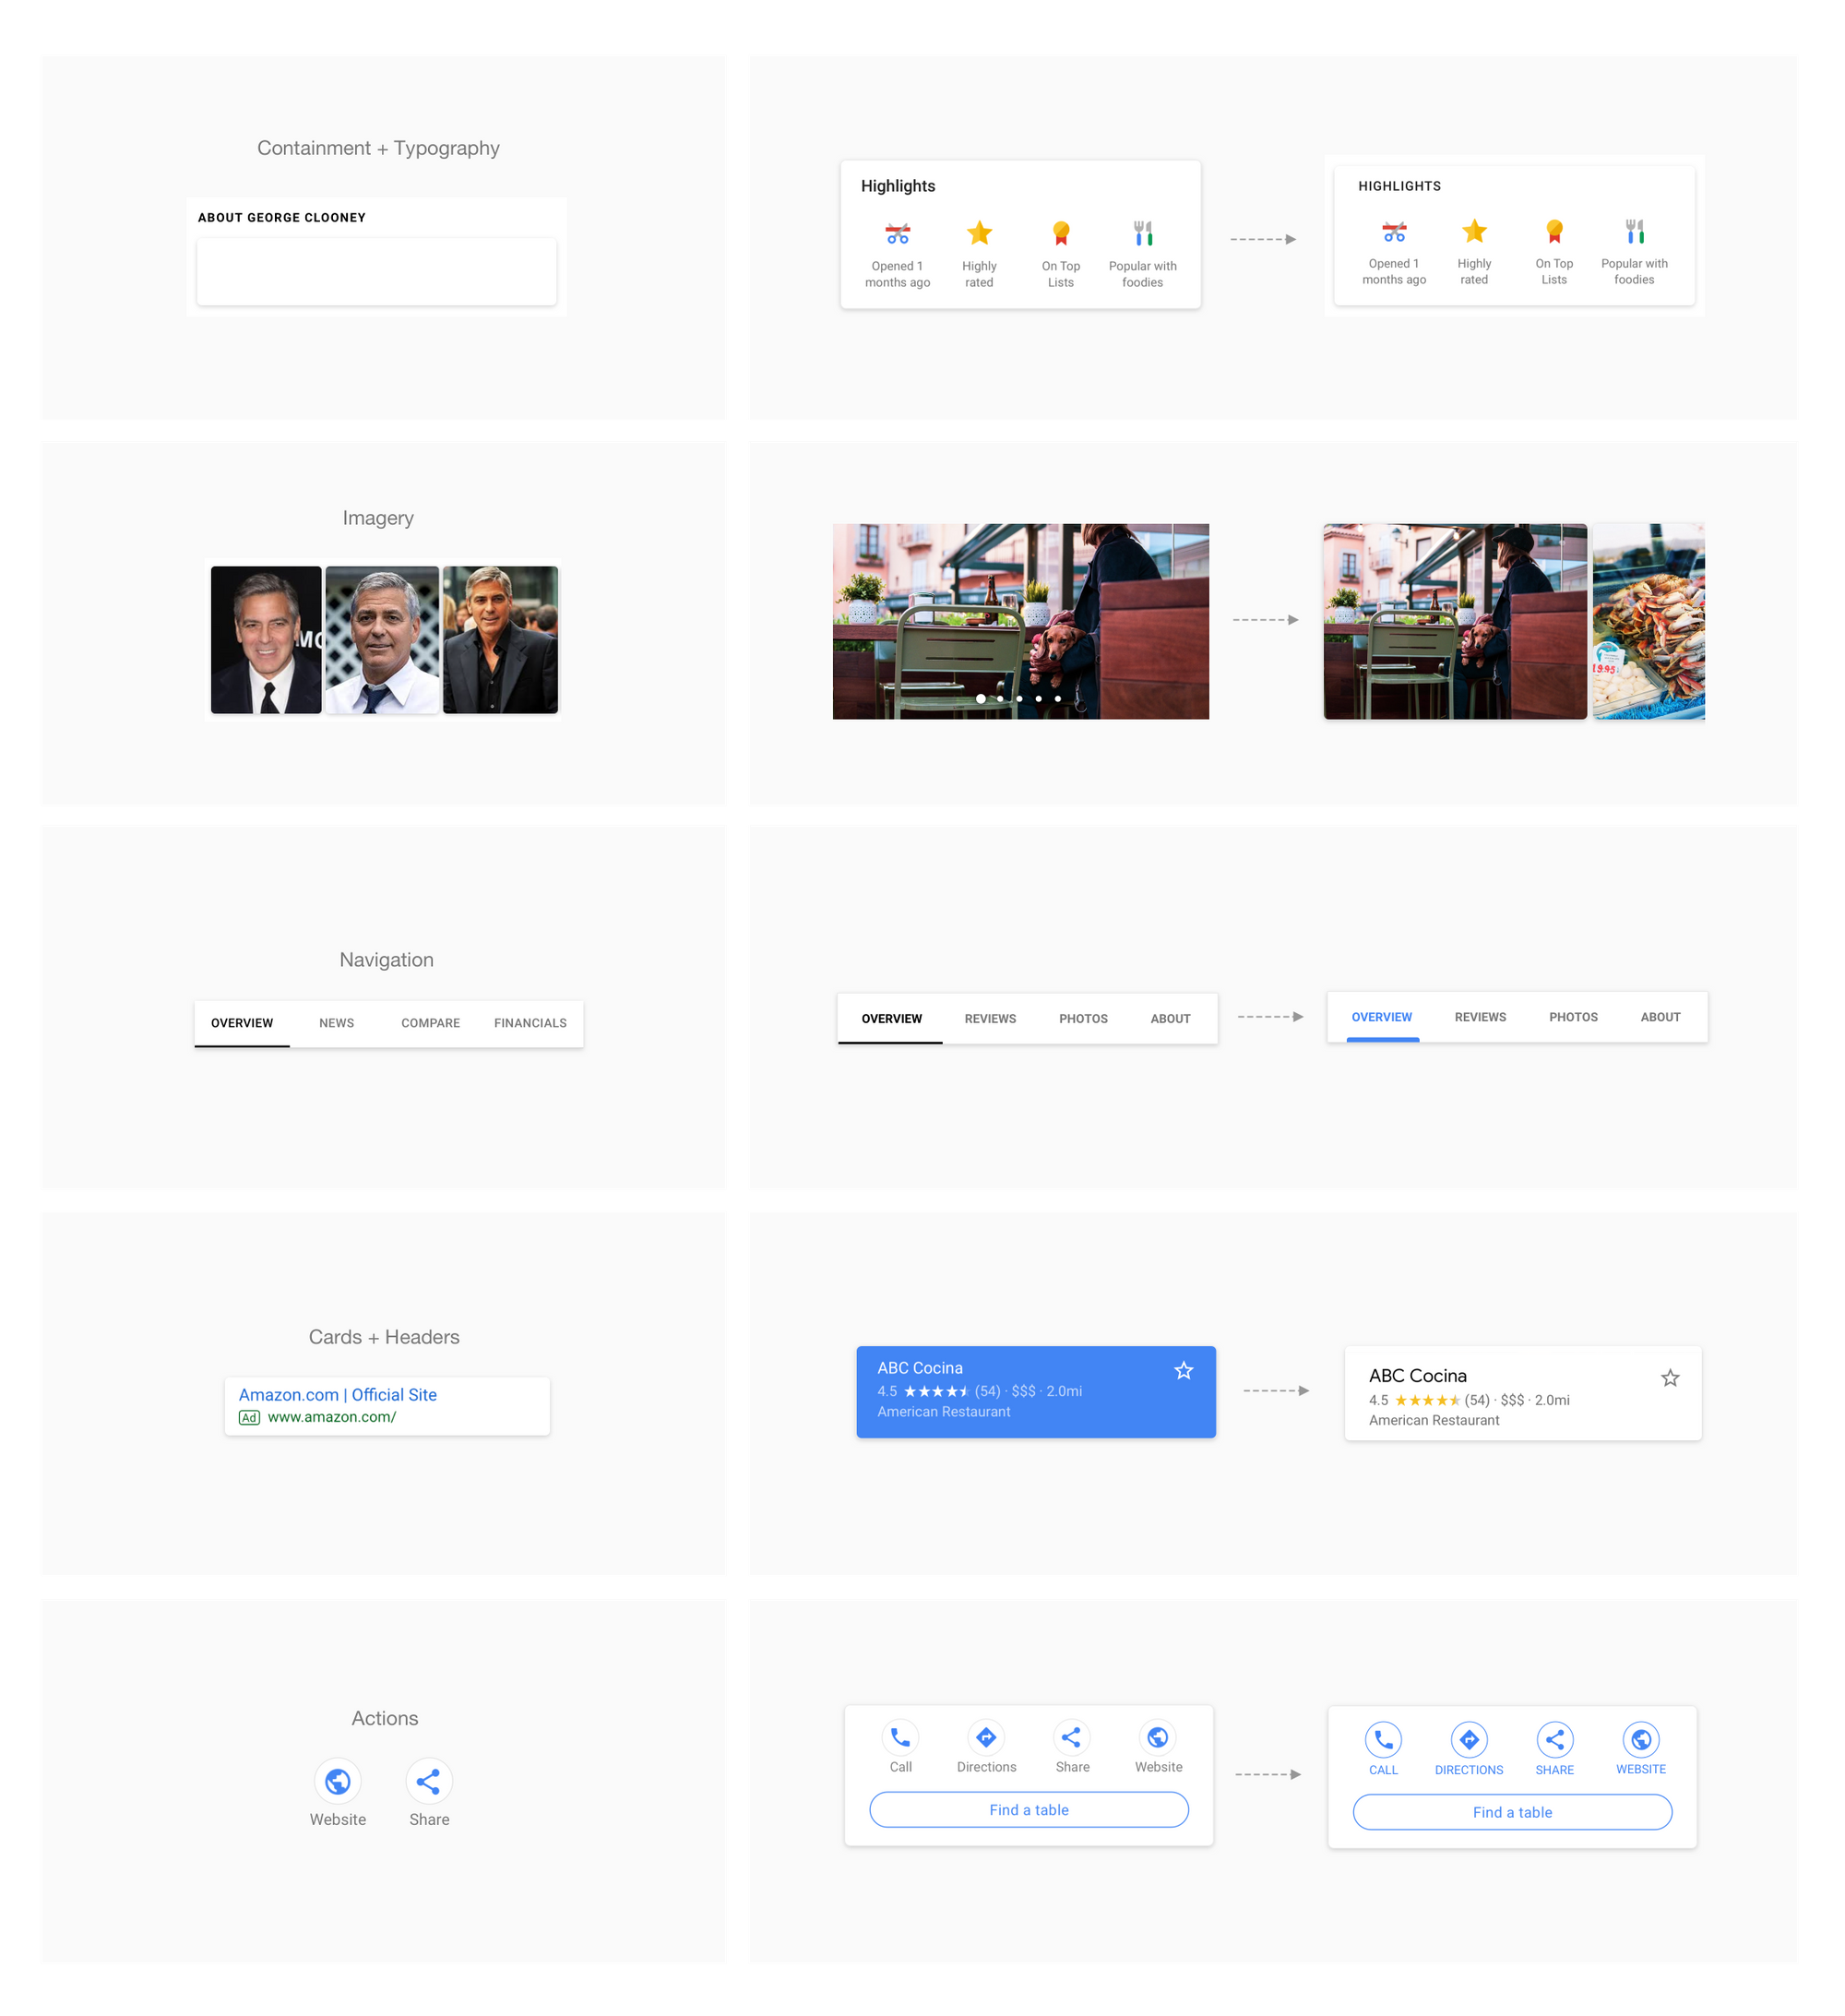 Containment + Typography
ABOUT GEORGE CLOONEY
Highlights
Opened 1 months ago
Highly rated
On Top Lists
Popular with foodies
HIGHLIGHTS
Opened 1 months ago
Highly rated
On Top Lists
Popular with foodies
Imagery
MO
19.95
Navigation
OVERVIEW NEWS COMPARE FINANCIALS
OVERVIEW REVIEWS PHOTOS ABOUT
OVERVIEW REVIEWS PHOTOS ABOUT
Cards + Headers
Amazon.com | Official Site
Ad www.amazon.com/
ABC Cocina
4.5 ★★★★★ (54) · $$$ · 2.0mi
American Restaurant
ABC Cocina
4.5 ★★★★★ (54) · $$$ · 2.0mi
American Restaurant
Actions
Website Share
Call Directions Share Website
Find a table
CALL DIRECTIONS SHARE WEBSITE
Find a table